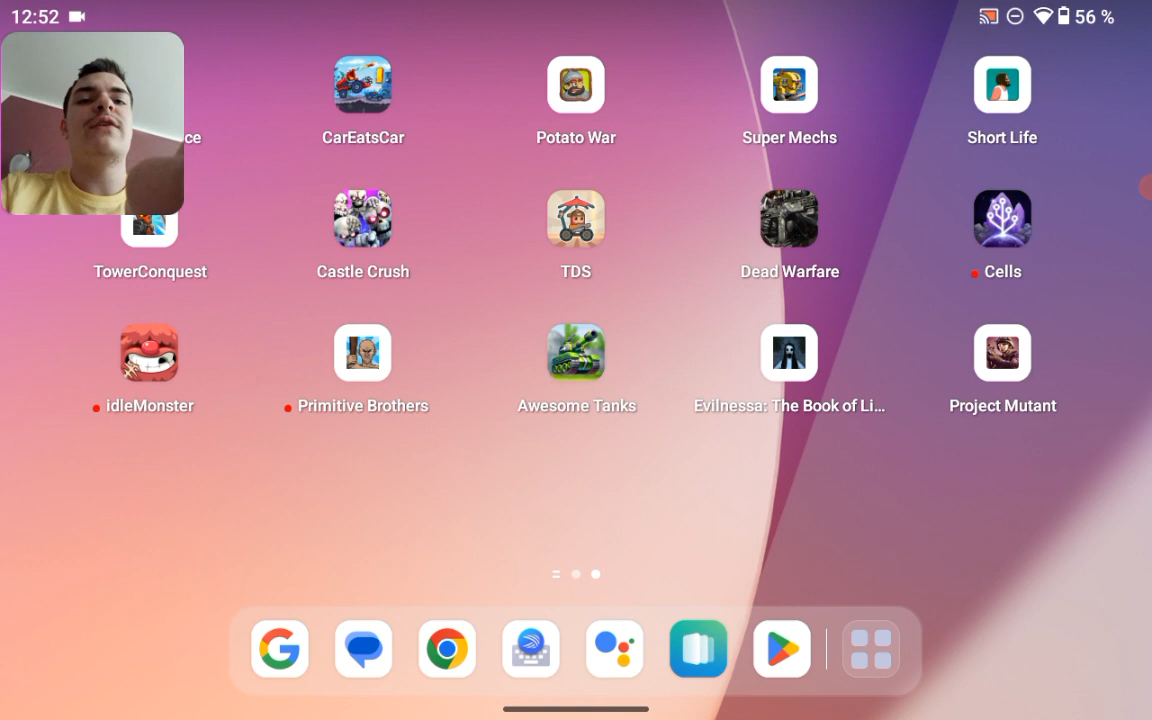 12:52 56 %
ce CarEatsCar Potato War Super Mechs Short Life
TowerConquest Castle Crush TDS Dead Warfare Cells
idleMonster Primitive Brothers Awesome Tanks Evilnessa: The Book of Li... Project Mutant